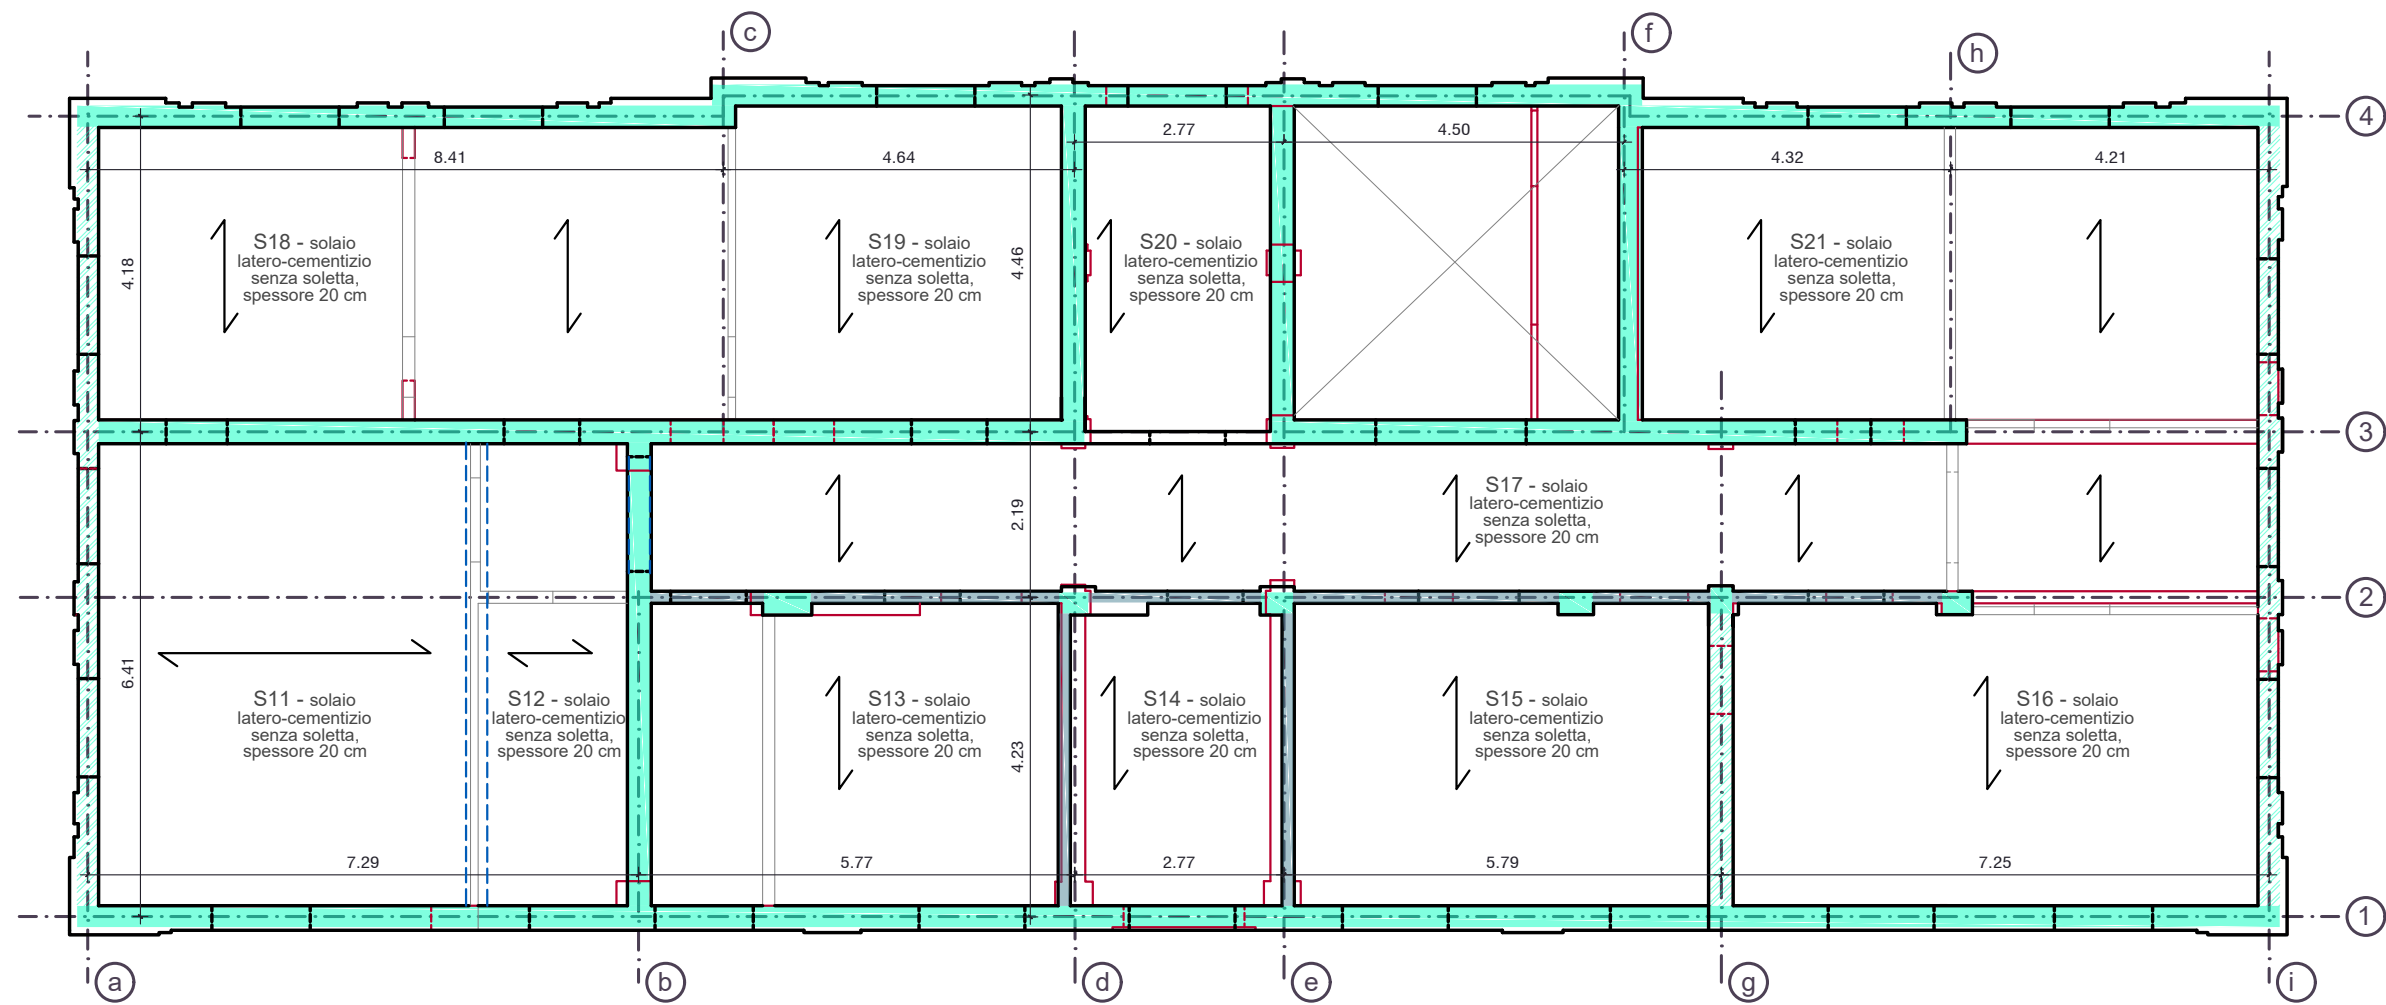 c
f
h
4
2.77
4.50
8.41
4.64
4.32
4.21
S18 - solaio
latero-cementizio
senza soletta,
spessore 20 cm
S19 - solaio
latero-cementizio
senza soletta,
spessore 20 cm
S20 - solaio
latero-cementizio
senza soletta,
spessore 20 cm
S21 - solaio
latero-cementizio
senza soletta,
spessore 20 cm
4.18
4.46
3
S17 - solaio
latero-cementizio
senza soletta,
spessore 20 cm
2.19
2
6.41
S11 - solaio
latero-cementizio
senza soletta,
spessore 20 cm
S12 - solaio
latero-cementizio
senza soletta,
spessore 20 cm
S13 - solaio
latero-cementizio
senza soletta,
spessore 20 cm
4.23
S14 - solaio
latero-cementizio
senza soletta,
spessore 20 cm
S15 - solaio
latero-cementizio
senza soletta,
spessore 20 cm
S16 - solaio
latero-cementizio
senza soletta,
spessore 20 cm
7.29
5.77
2.77
5.79
7.25
1
a
b
d
e
g
i